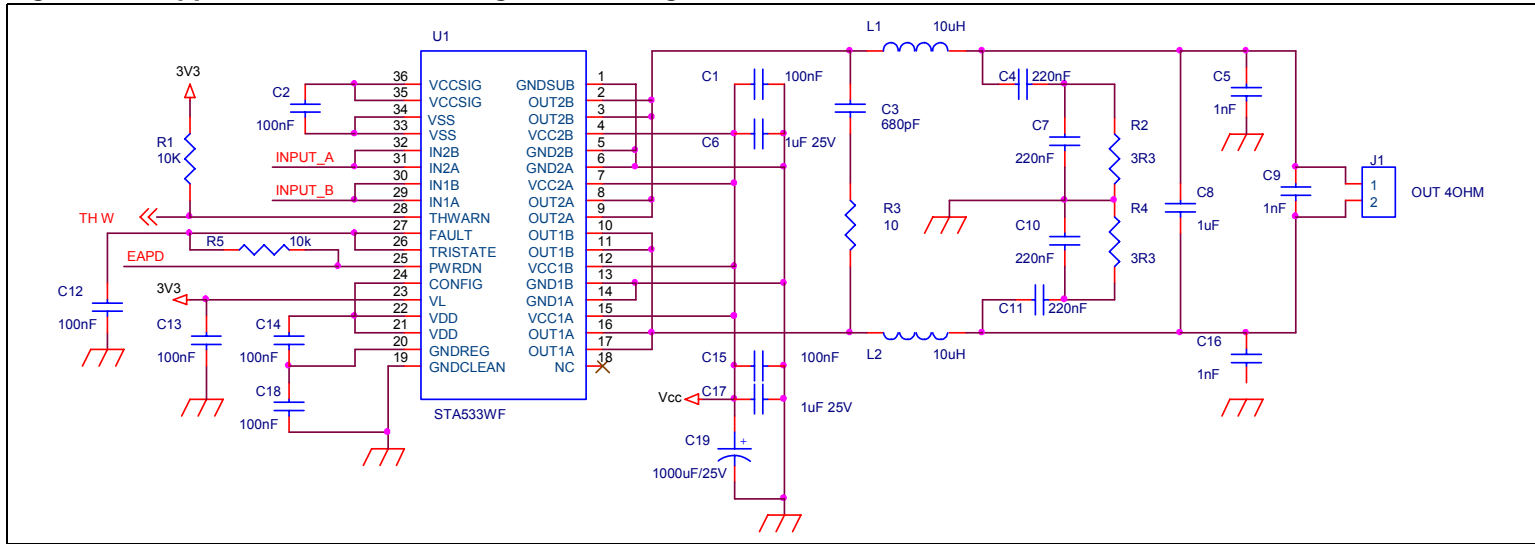 U1
STA533WF
36 VCCSIG
35 VCCSIG
34 VSS
33 VSS
32 IN2B
31 IN2A
30 IN1B
29 IN1A
28 THWARN
27 FAULT
26 TRISTATE
25 PWRDN
24 CONFIG
23 VL
22 VDD
21 VDD
20 GNDREG
19 GNDCLEAN
GNDSUB 1
OUT2B 2
OUT2B 3
VCC2B 4
GND2B 5
GND2A 6
VCC2A 7
OUT2A 8
OUT2A 9
OUT1B 10
OUT1B 11
VCC1B 12
GND1B 13
GND1A 14
VCC1A 15
OUT1A 16
OUT1A 17
NC 18
3V3
R1
10K
C2
100nF
INPUT_A
INPUT_B
TH W
R5 10k
EAPD
C12
100nF
3V3
C13
100nF
C14
100nF
C18
100nF
C1 100nF
C6 1uF 25V
C15 100nF
C17 1uF 25V
Vcc
C19
+
1000uF/25V
C3
680pF
R3
10
L1 10uH
L2 10uH
C4 220nF
C7
220nF
R2
3R3
C10
220nF
R4
3R3
C11 220nF
C8
1uF
C5
1nF
C9
1nF
C16
1nF
J1
1
2
OUT 4OHM